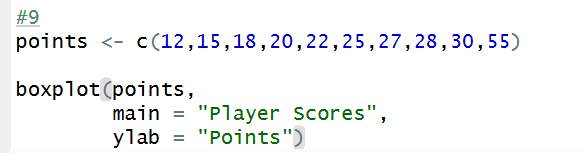 #9
points <- c(12,15,18,20,22,25,27,28,30,55)
boxplot(points,
main = "Player Scores",
ylab = "Points")